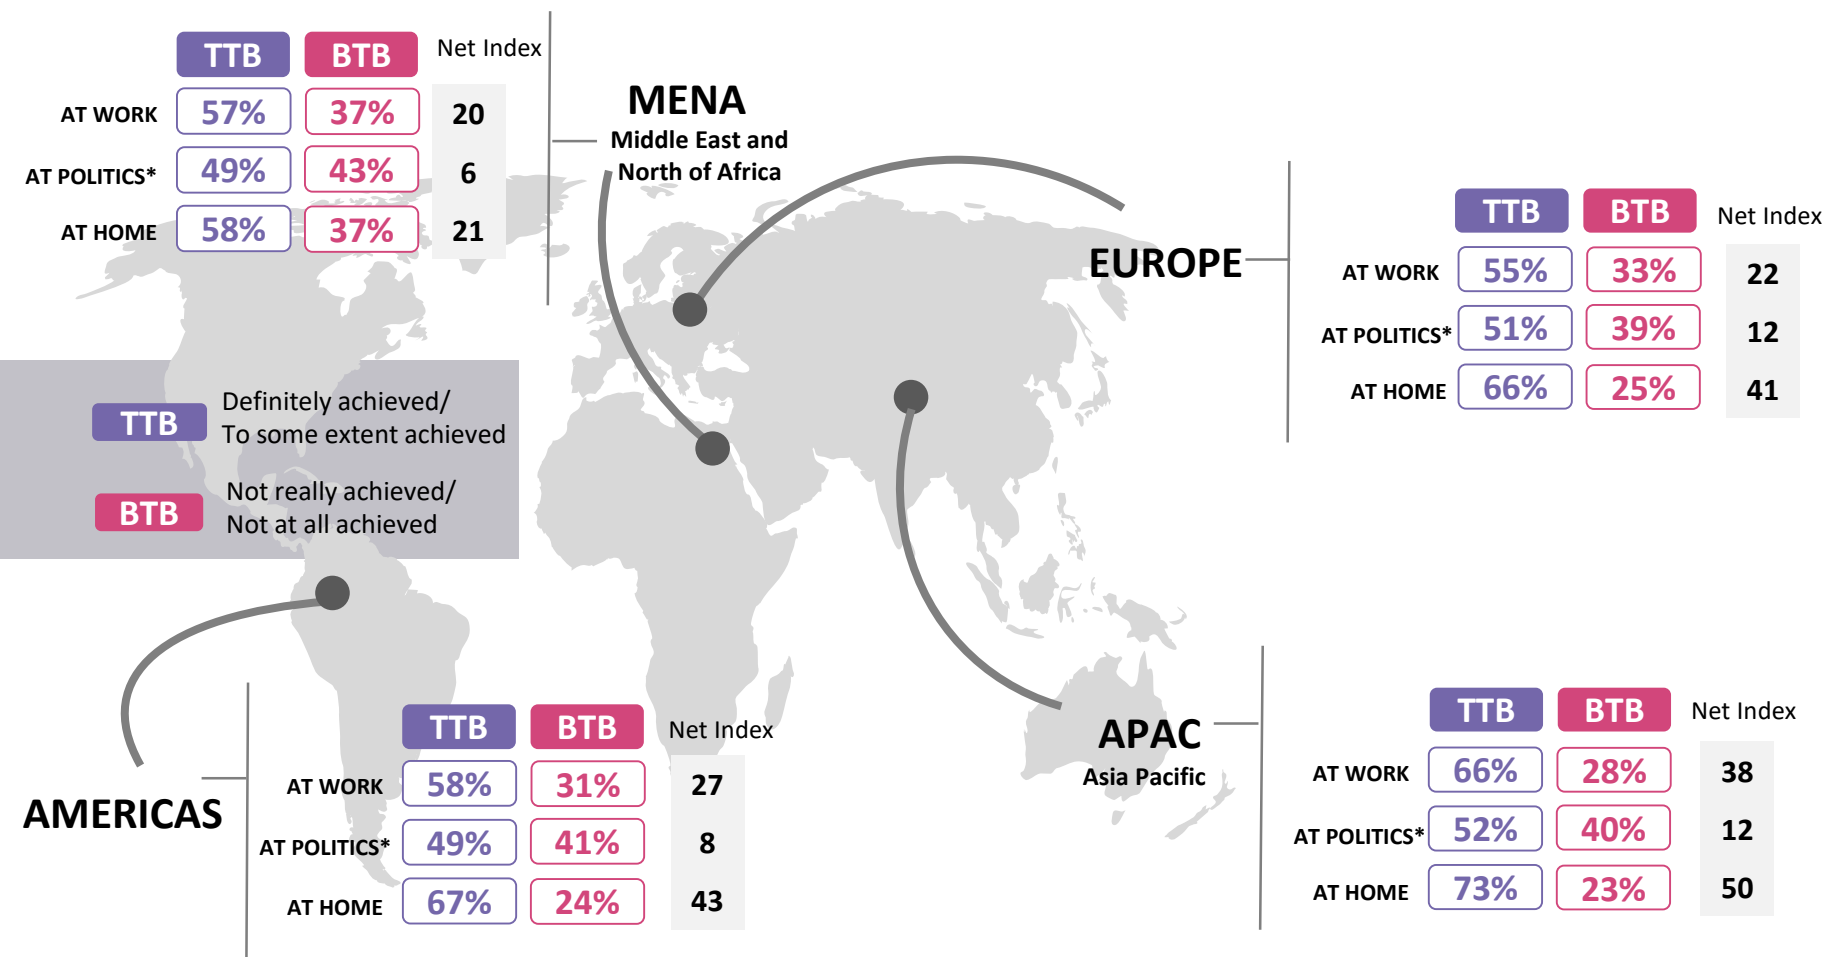 TTB BTB Net Index
AT WORK 57% 37% 20
AT POLITICS* 49% 43% 6
AT HOME 58% 37% 21
MENA
Middle East and
North of Africa
EUROPE
TTB BTB Net Index
AT WORK 55% 33% 22
AT POLITICS* 51% 39% 12
AT HOME 66% 25% 41
TTB Definitely achieved/
To some extent achieved
BTB Not really achieved/
Not at all achieved
AMERICAS
TTB BTB Net Index
AT WORK 58% 31% 27
AT POLITICS* 49% 41% 8
AT HOME 67% 24% 43
APAC
Asia Pacific
TTB BTB Net Index
AT WORK 66% 28% 38
AT POLITICS* 52% 40% 12
AT HOME 73% 23% 50